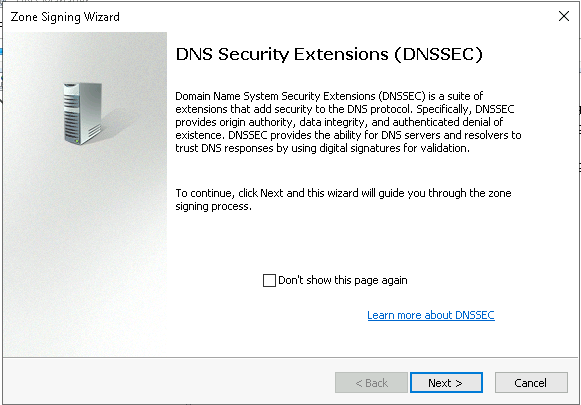 Zone Signing Wizard
DNS Security Extensions (DNSSEC)
Domain Name System Security Extensions (DNSSEC) is a suite of
extensions that add security to the DNS protocol. Specifically, DNSSEC
provides origin authority, data integrity, and authenticated denial of
existence. DNSSEC provides the ability for DNS servers and resolvers to
trust DNS responses by using digital signatures for validation.
To continue, click Next and this wizard will guide you through the zone
signing process.
Don't show this page again
Learn more about DNSSEC
< Back Next > Cancel